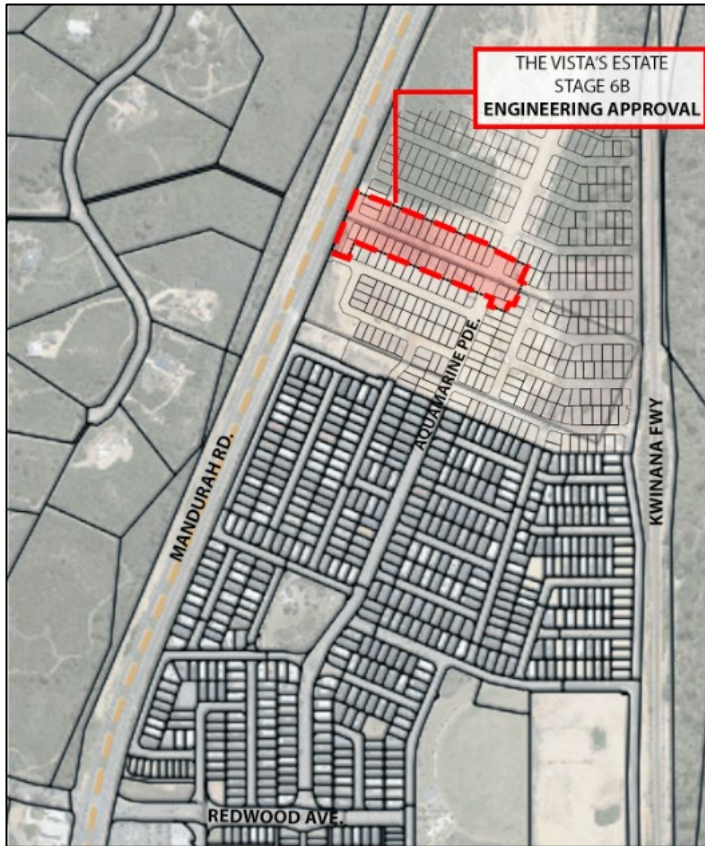 THE VISTA'S ESTATE
STAGE 6B
ENGINEERING APPROVAL
AQUAMARINE PDE.
MANDURAH RD.
KWINANA FWY
REDWOOD AVE.